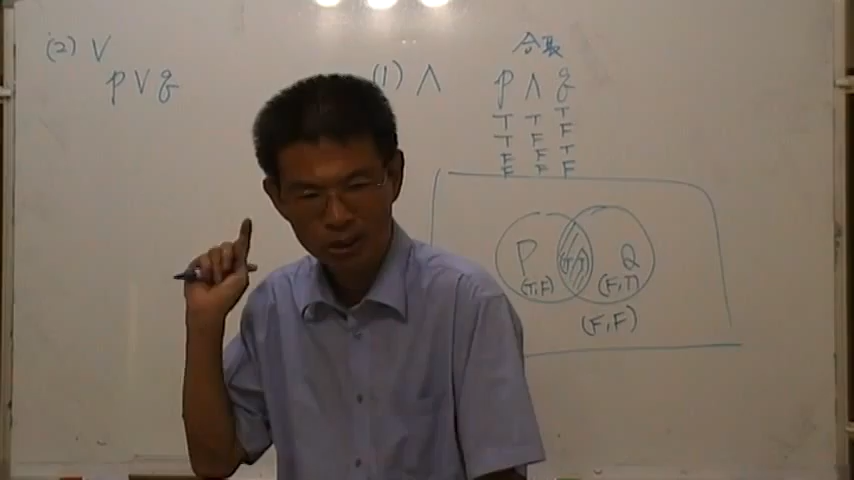 (2) V
p V q
(1) Λ
合取
p Λ q
T T T
T F F
F F T
F F F
P (T,T) Q
(T,F) (F,T)
(F,F)